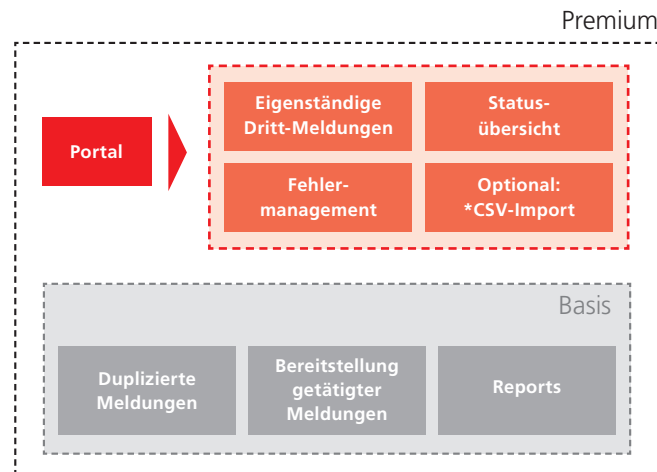 Premium
Portal
Eigenständige
Dritt-Meldungen
Status-
übersicht
Fehler-
management
Optional:
*CSV-Import
Basis
Duplizierte
Meldungen
Bereitstellung
getätigter
Meldungen
Reports